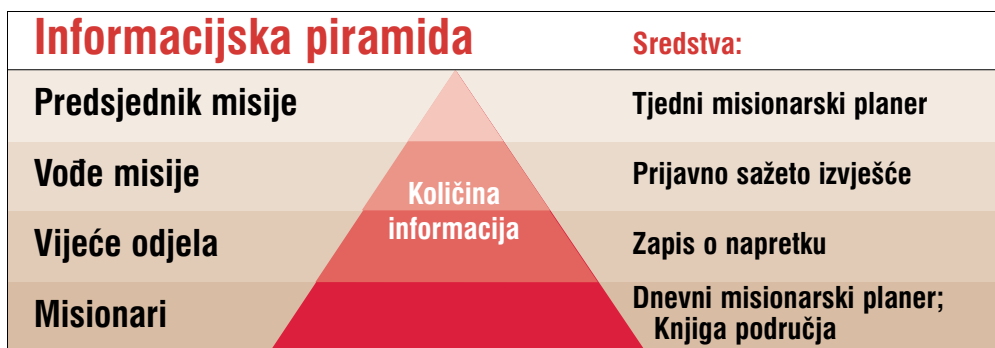 Informacijska piramida
Sredstva:
Predsjednik misije
Tjedni misionarski planer
Vođe misije
Prijavno sažeto izvješće
Količina
informacija
Vijeće odjela
Zapis o napretku
Misionari
Dnevni misionarski planer;
Knjiga područja